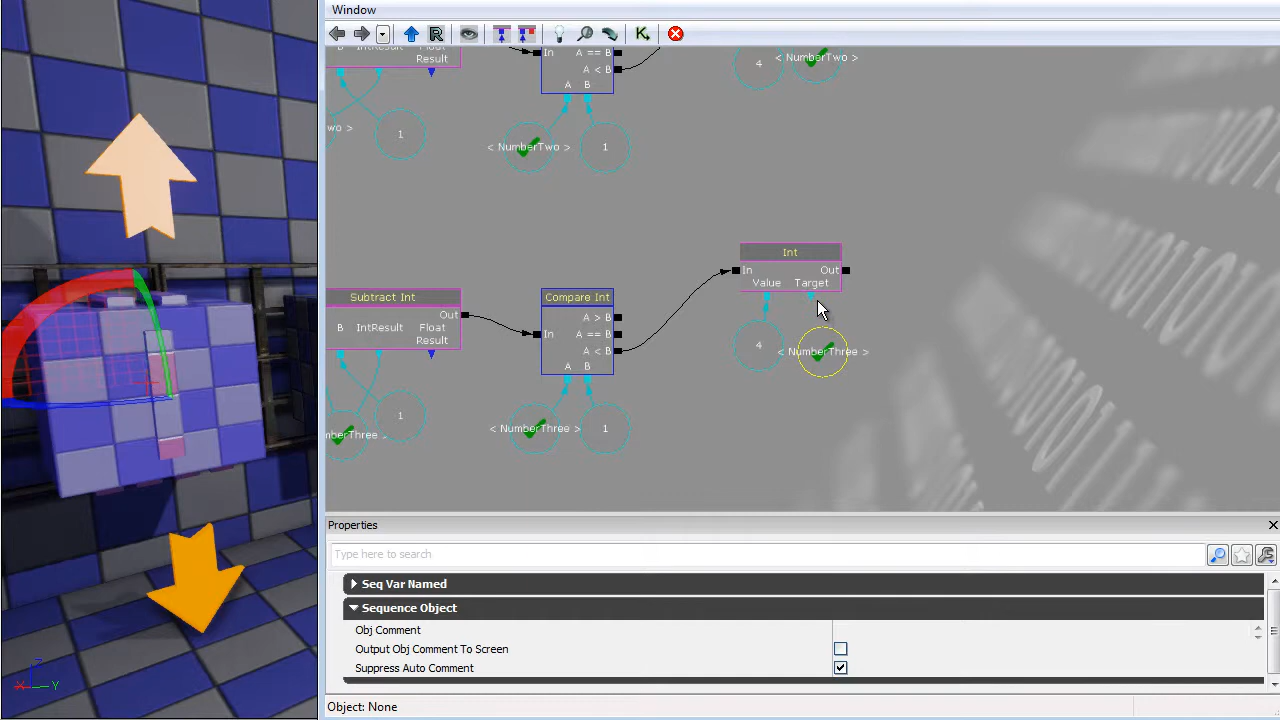 Window
R
K
B IntResult Float
Result
In A == B
A < B
A B
4
< NumberTwo >
wo >
1
< NumberTwo >
1
Int
In Out
Value Target
Subtract Int
Out
B IntResult Float
Result
Compare Int
A > B
In A == B
A < B
A B
4
< NumberThree >
1
mberThree >
< NumberThree >
1
Properties
Type here to search
Seq Var Named
Sequence Object
Obj Comment
Output Obj Comment To Screen
Suppress Auto Comment
X Y Z
Object: None